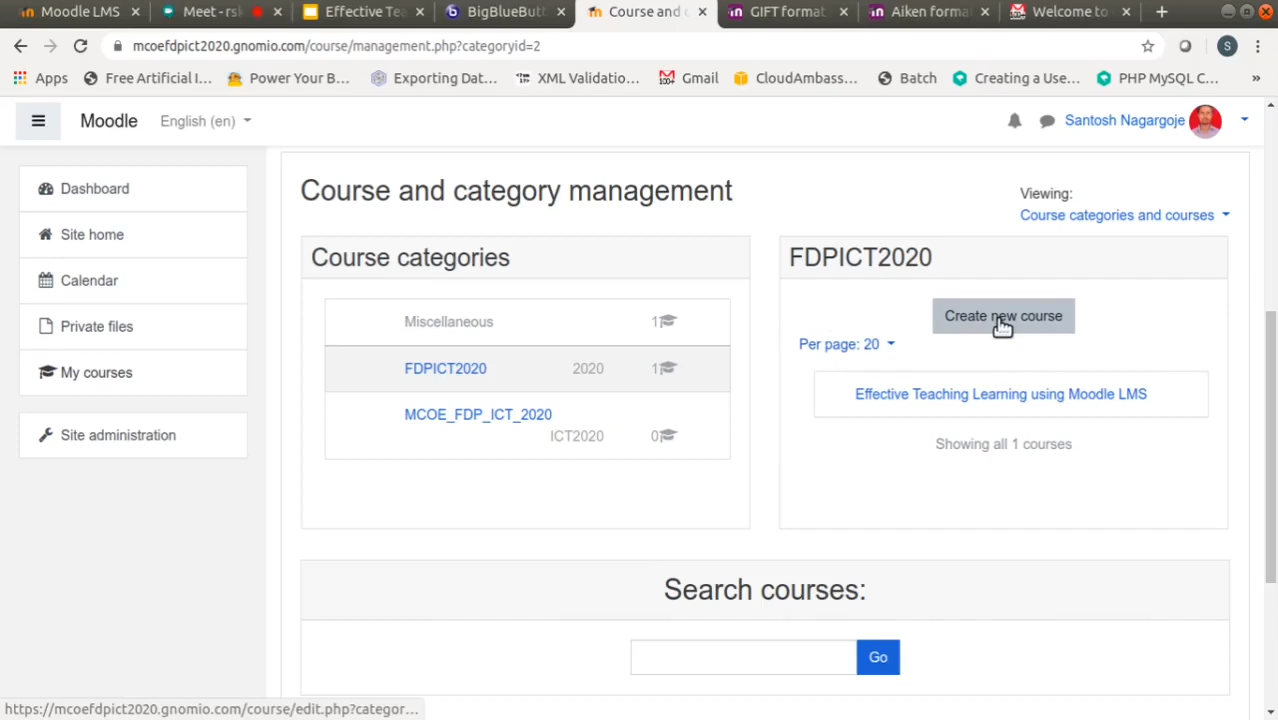 Moodle LMS
Meet - rsk
Effective Tea
BigBlueButt
Course and c
GIFT format
Aiken forma
Welcome to
mcoefdpict2020.gnomio.com/course/management.php?categoryid=2
S
Apps
Free Artificial I...
Power Your B...
Exporting Dat...
XML Validatio...
Gmail
CloudAmbass...
Batch
Creating a Use...
PHP MySQL C...
Moodle
English (en)
Santosh Nagargoje
Dashboard
Site home
Calendar
Private files
My courses
Site administration
Course and category management
Viewing:
Course categories and courses
Course categories
Miscellaneous 1
FDPICT2020 2020 1
MCOE_FDP_ICT_2020
ICT2020 0
FDPICT2020
Create new course
Per page: 20
Effective Teaching Learning using Moodle LMS
Showing all 1 courses
Search courses:
Go
https://mcoefdpict2020.gnomio.com/course/edit.php?categor...